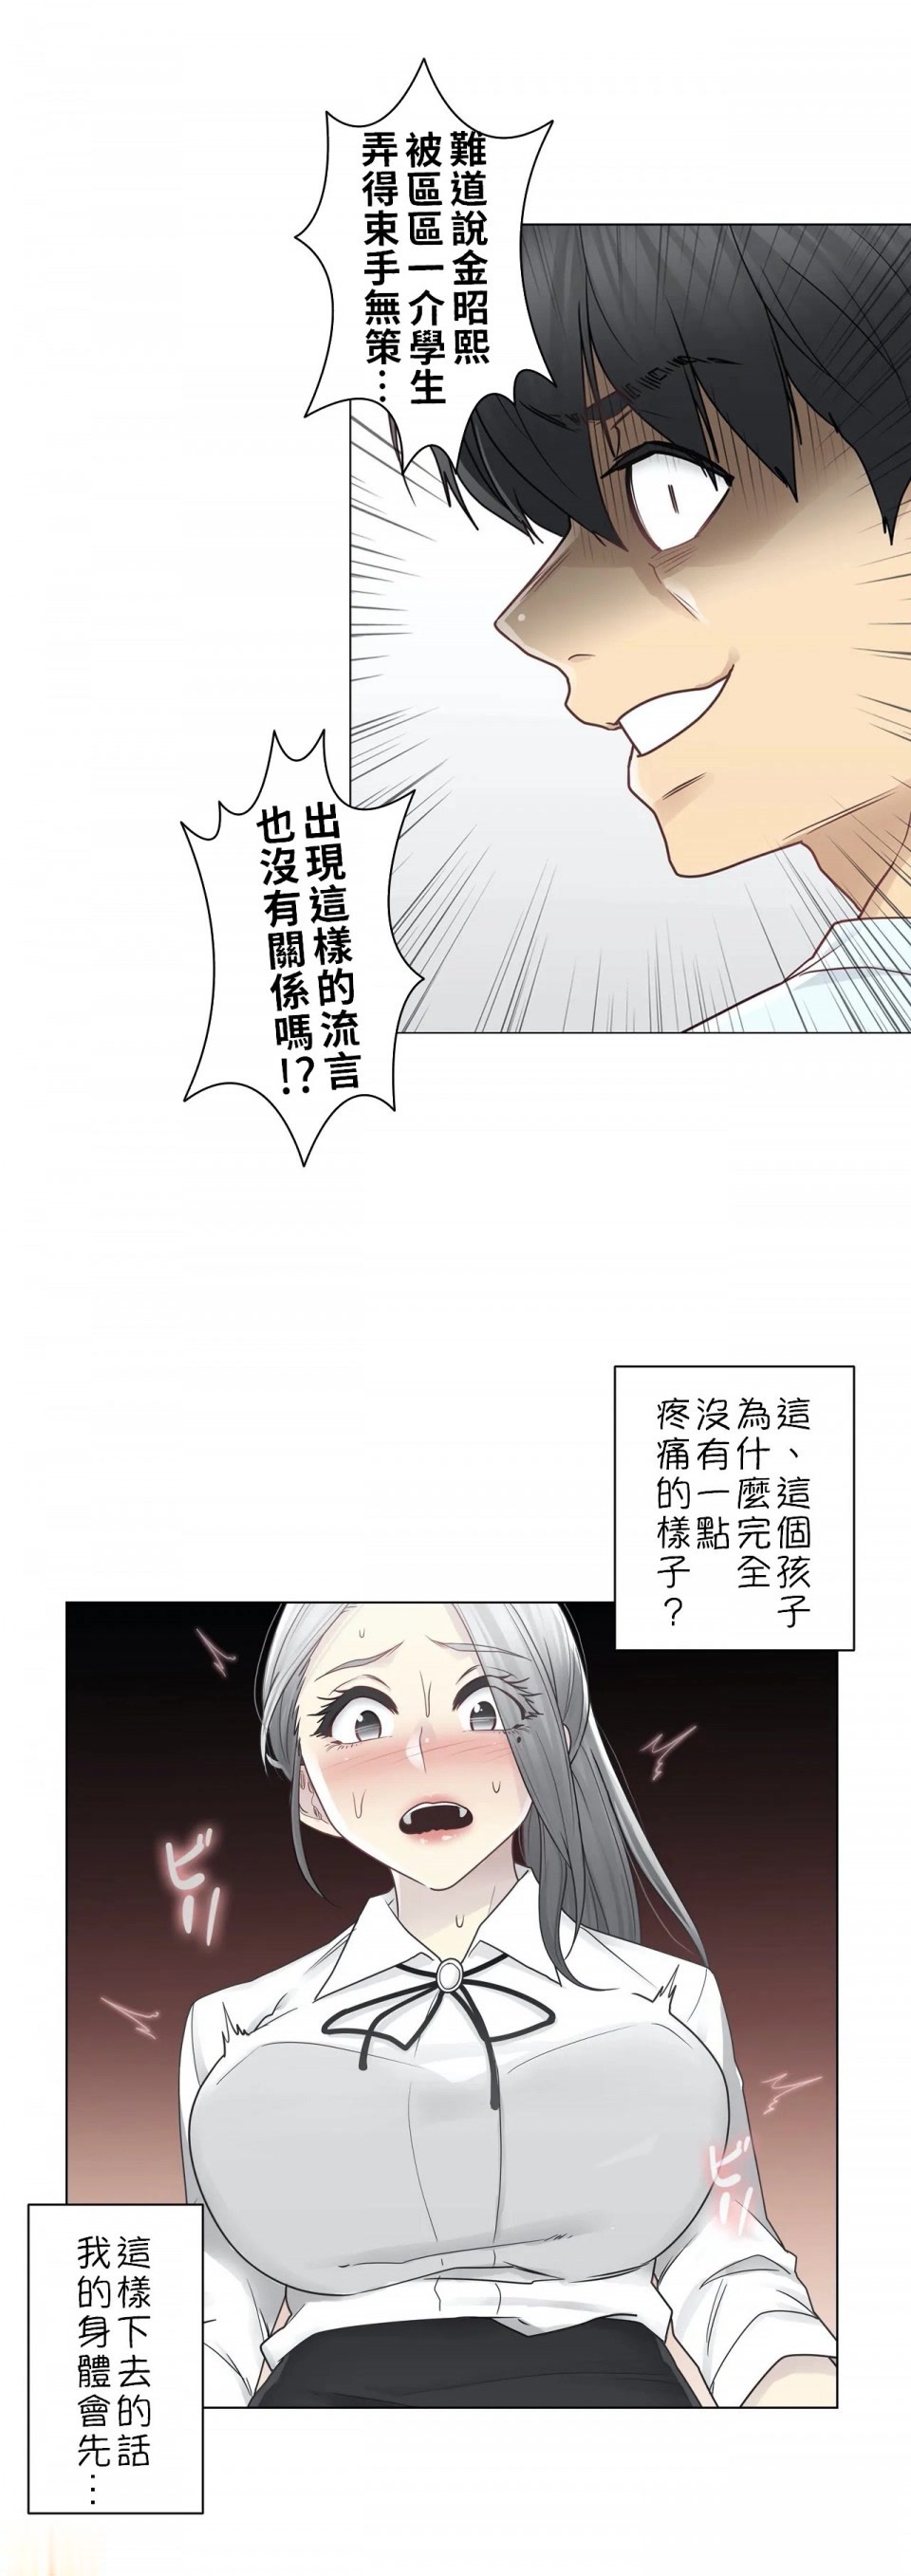 難道說金昭熙
被區區一介學生
弄得束手無策…
出現這樣的流言
也沒有關係嗎!?
這、這個孩子
為什麼完全
沒有一點
疼痛的樣子？
ビリ
ビリ
這樣下去的話
我的身體會先…